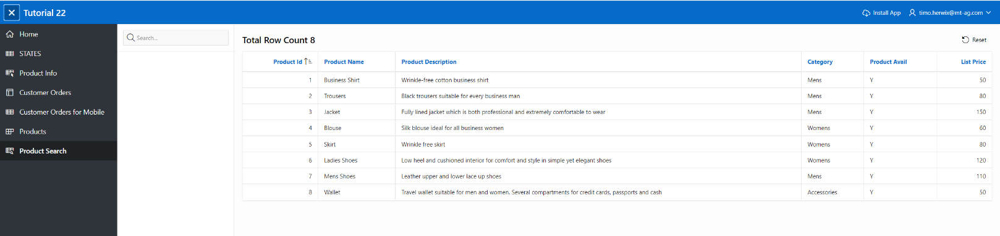 Tutorial 22
Install App
timo.herwix@mt-ag.com
Home
STATES
Product Info
Customer Orders
Customer Orders for Mobile
Products
Product Search
Search...
Total Row Count 8
Reset
Product Id Product Name Product Description Category Product Avail List Price
1 Business Shirt Wrinkle-free cotton business shirt Mens Y 50
2 Trousers Black trousers suitable for every business man Mens Y 80
3 Jacket Fully lined jacket which is both professional and extremely comfortable to wear Mens Y 150
4 Blouse Silk blouse ideal for all business women Womens Y 60
5 Skirt Wrinkle free skirt Womens Y 80
6 Ladies Shoes Low heel and cushioned interior for comfort and style in simple yet elegant shoes Womens Y 120
7 Mens Shoes Leather upper and lower lace up shoes Mens Y 110
8 Wallet Travel wallet suitable for men and women. Several compartments for credit cards, passports and cash Accessories Y 50